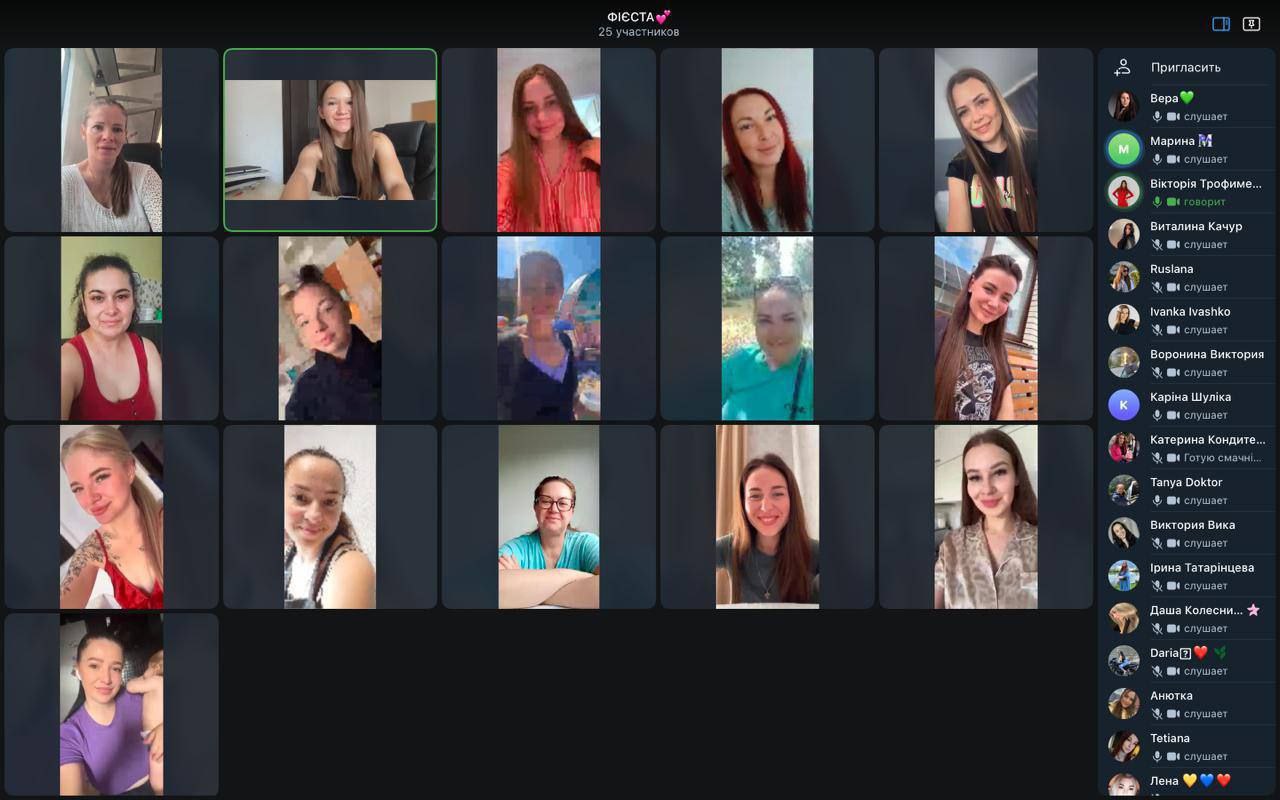 ФІЄСТА💕
25 участников
Пригласить
Вера💚
слушает
М
Марина
слушает
Вікторія Трофиме...
говорит
Виталина Качур
слушает
Ruslana
слушает
Ivanka Ivashko
слушает
Воронина Виктория
слушает
К
Каріна Шуліка
слушает
Катерина Кондите...
Готую смачні...
Tanya Doktor
слушает
Виктория Вика
слушает
Ірина Татарінцева
слушает
Даша Колесни...
слушает
Daria
слушает
Анютка
слушает
Tetiana
слушает
Лена 💛💙❤️